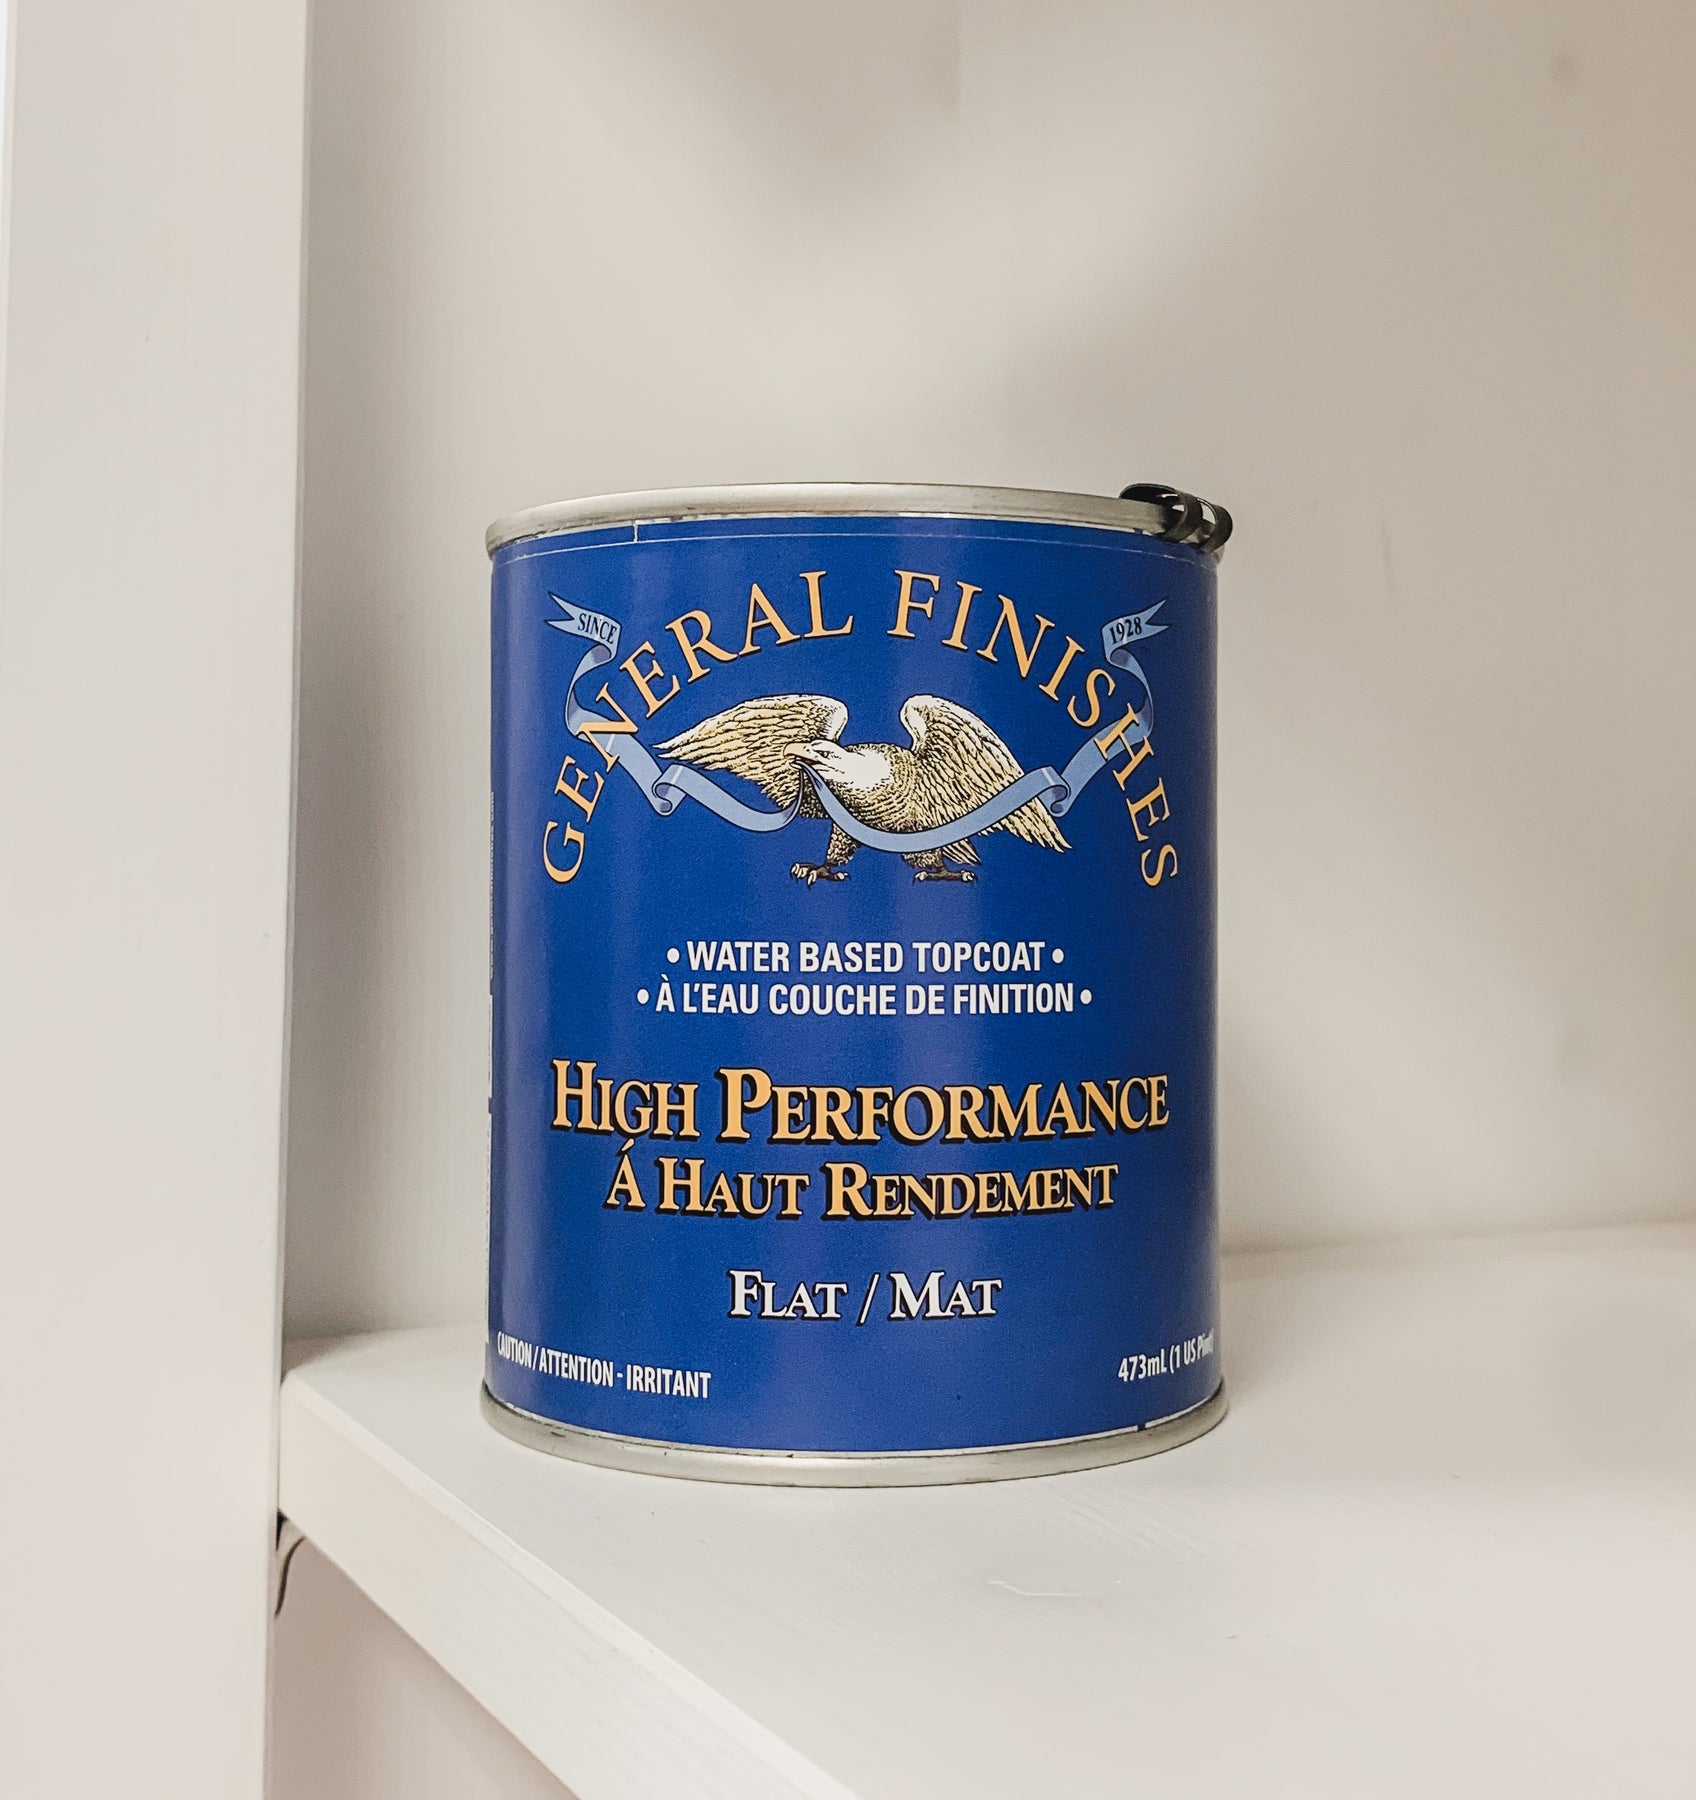 SINCE
1928
GENERAL FINISHES
• WATER BASED TOPCOAT •
• À L'EAU COUCHE DE FINITION •
HIGH PERFORMANCE
Á HAUT RENDEMENT
FLAT / MAT
CAUTION / ATTENTION - IRRITANT
473mL (1 US Pint)